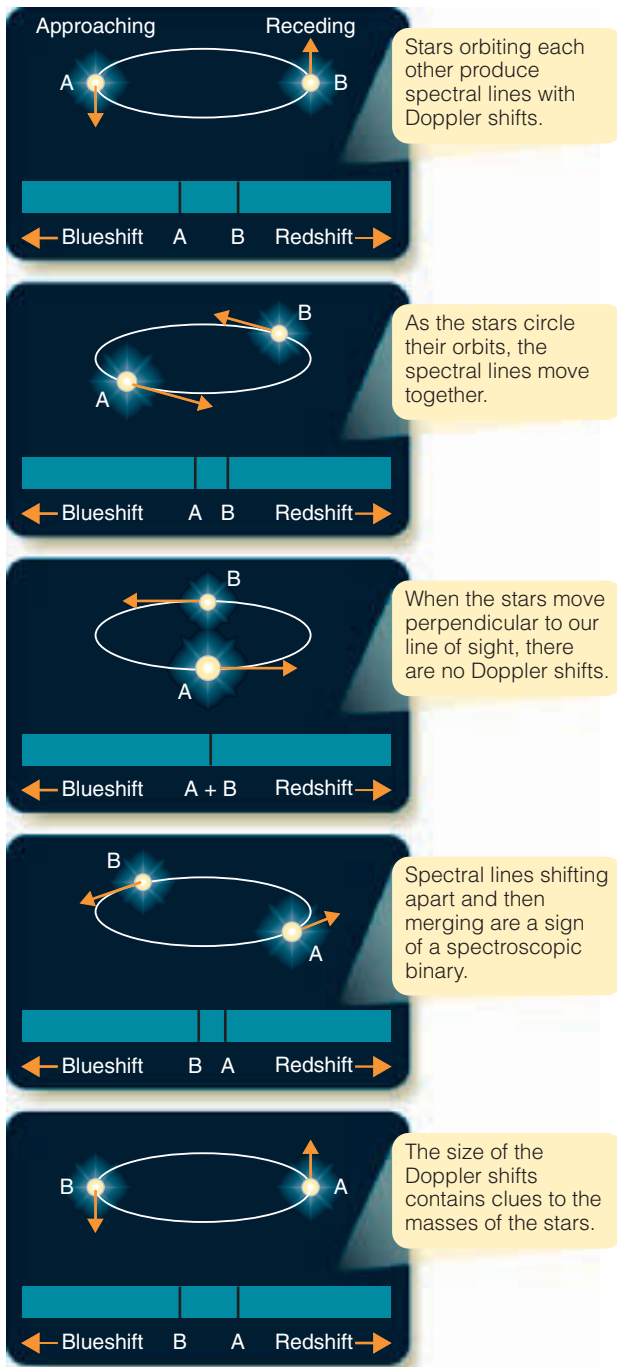 Approaching Receding
A B
Stars orbiting each
other produce
spectral lines with
Doppler shifts.
Blueshift A B Redshift
B
A
As the stars circle
their orbits, the
spectral lines move
together.
Blueshift A B Redshift
B
A
When the stars move
perpendicular to our
line of sight, there
are no Doppler shifts.
Blueshift A + B Redshift
B
A
Spectral lines shifting
apart and then
merging are a sign
of a spectroscopic
binary.
Blueshift B A Redshift
B A
The size of the
Doppler shifts
contains clues to the
masses of the stars.
Blueshift B A Redshift